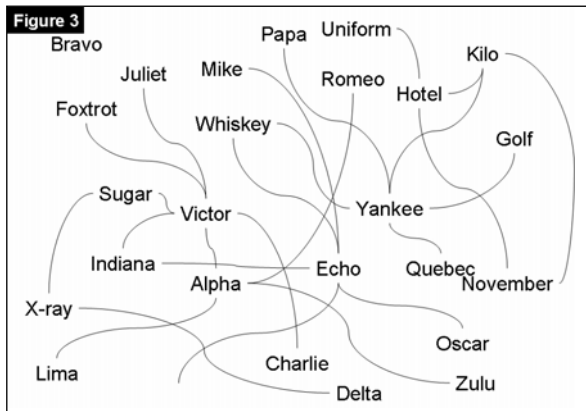 Figure 3
Bravo
Papa
Uniform
Kilo
Juliet
Mike
Romeo
Hotel
Foxtrot
Whiskey
Golf
Sugar
Victor
Yankee
Indiana
Alpha
Echo
Quebec
November
X-ray
Oscar
Lima
Charlie
Delta
Zulu